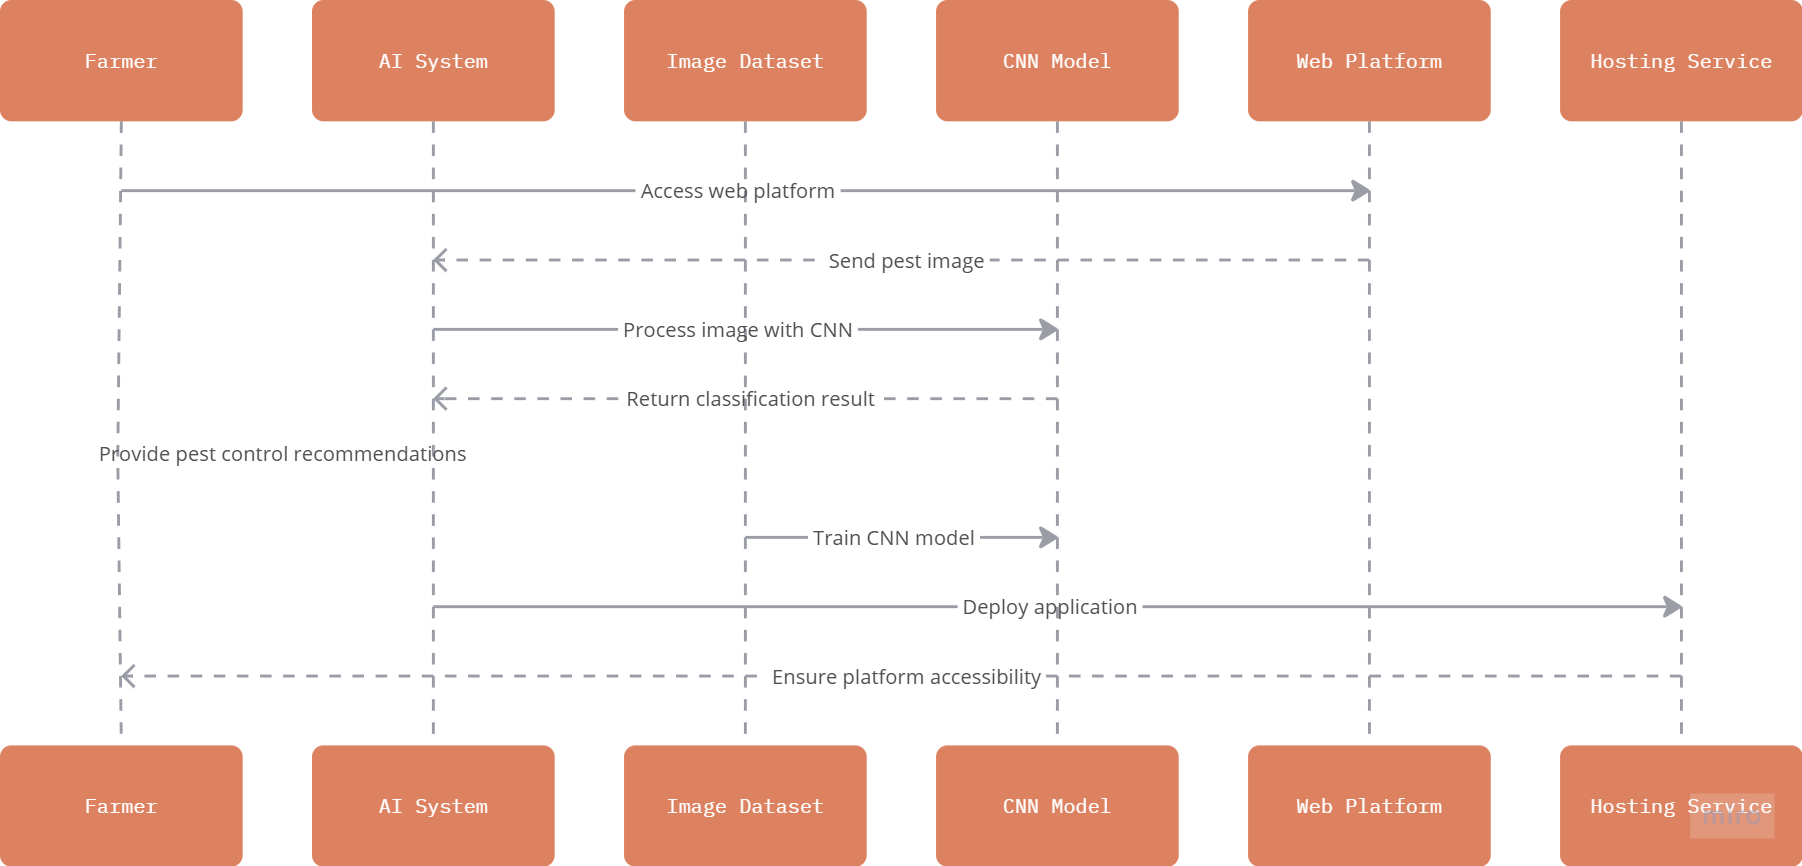 Farmer
AI System
Image Dataset
CNN Model
Web Platform
Hosting Service
Access web platform
Send pest image
Process image with CNN
Return classification result
Provide pest control recommendations
Train CNN model
Deploy application
Ensure platform accessibility
Farmer
AI System
Image Dataset
CNN Model
Web Platform
Hosting Service
miro